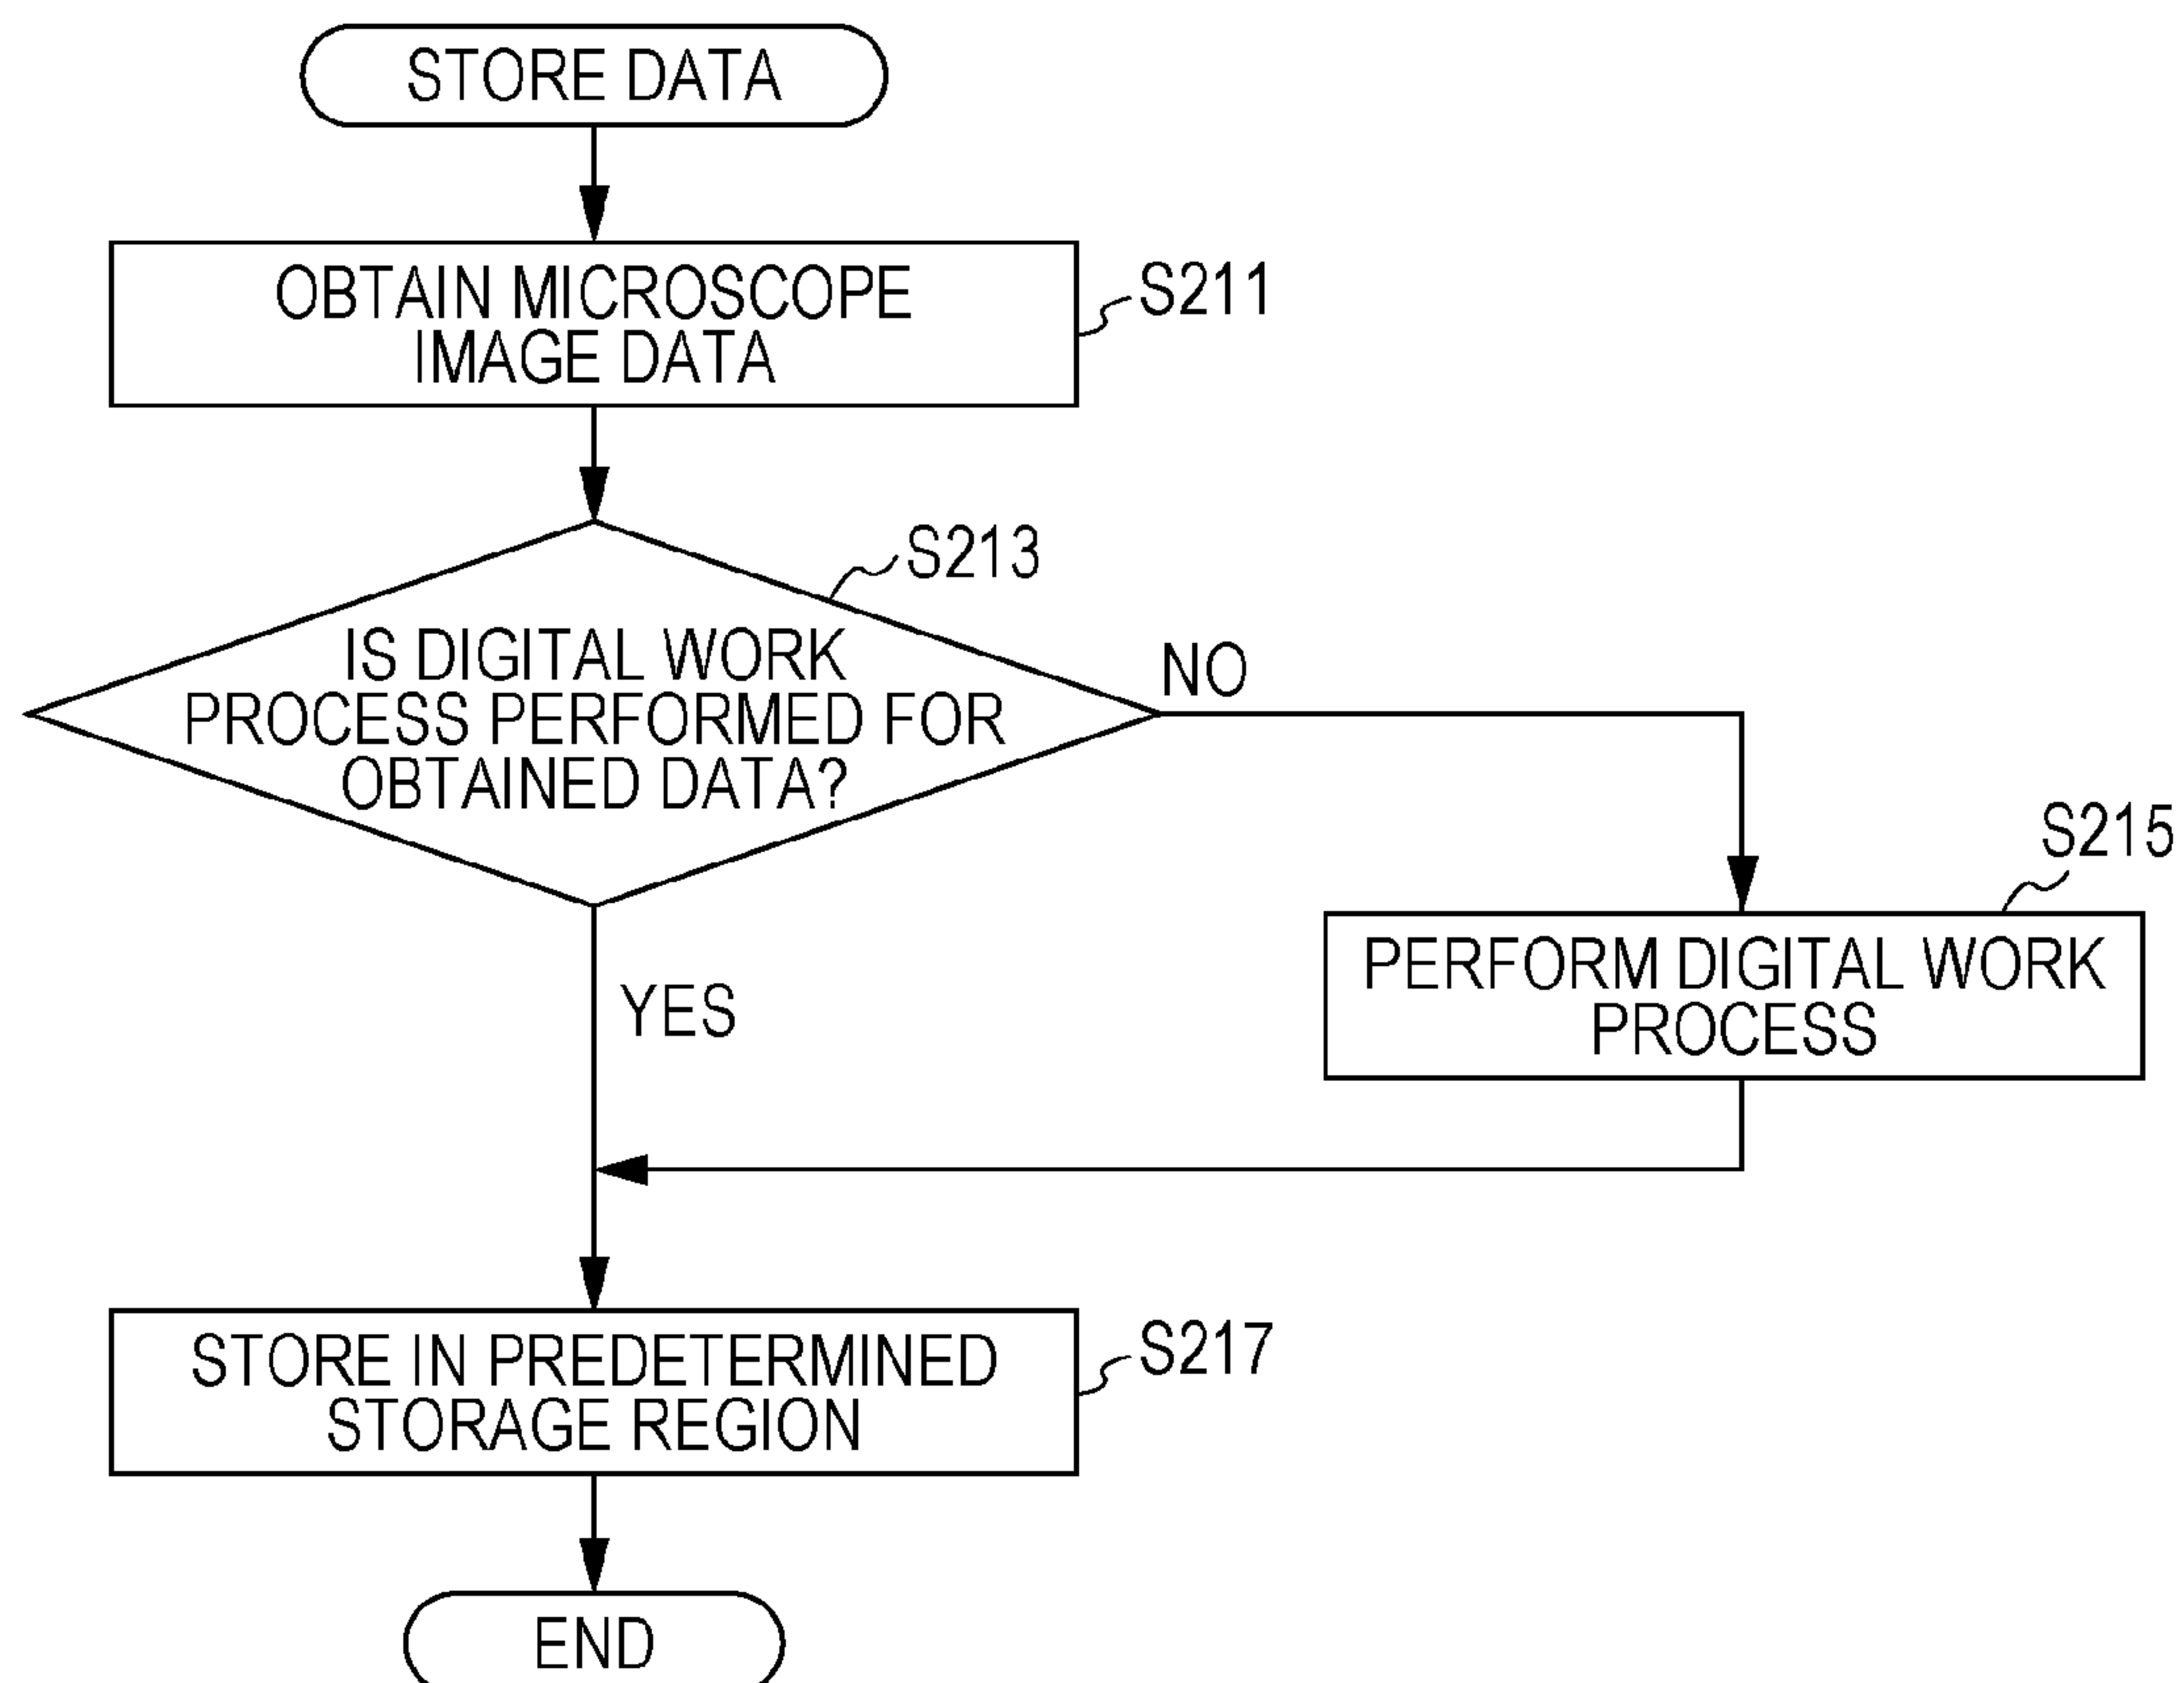 STORE DATA
OBTAIN MICROSCOPE
IMAGE DATA
S211
S213
IS DIGITAL WORK
PROCESS PERFORMED FOR
OBTAINED DATA?
NO
YES
S215
PERFORM DIGITAL WORK
PROCESS
STORE IN PREDETERMINED
STORAGE REGION
S217
END